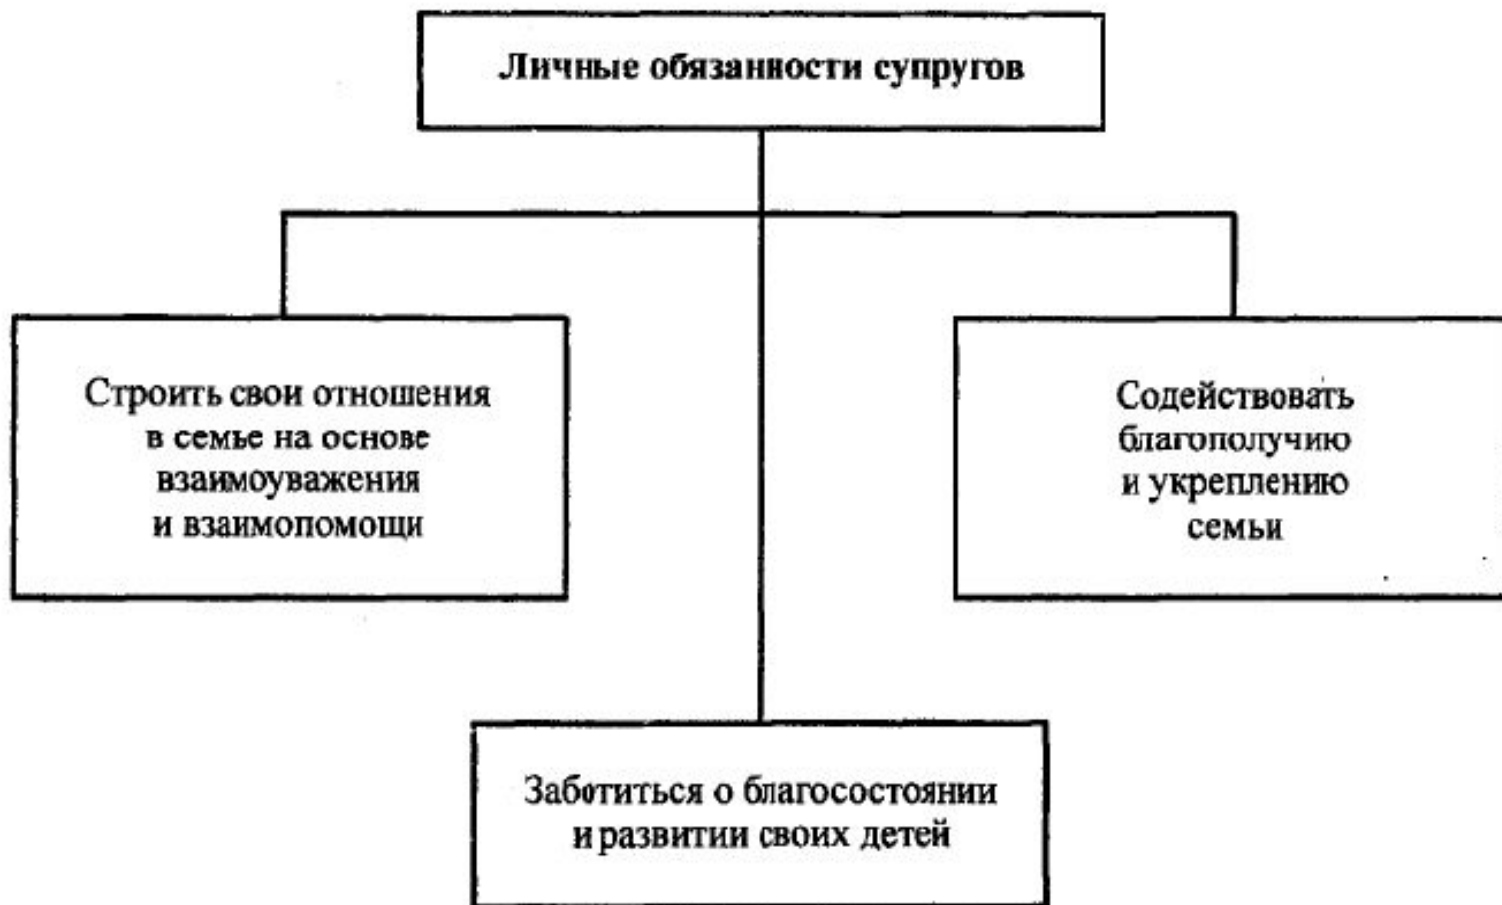 Личные обязанности супругов
Строить свои отношения
в семье на основе
взаимоуважения
и взаимопомощи
Содействовать
благополучию
и укреплению
семьи
Заботиться о благосостоянии
и развитии своих детей